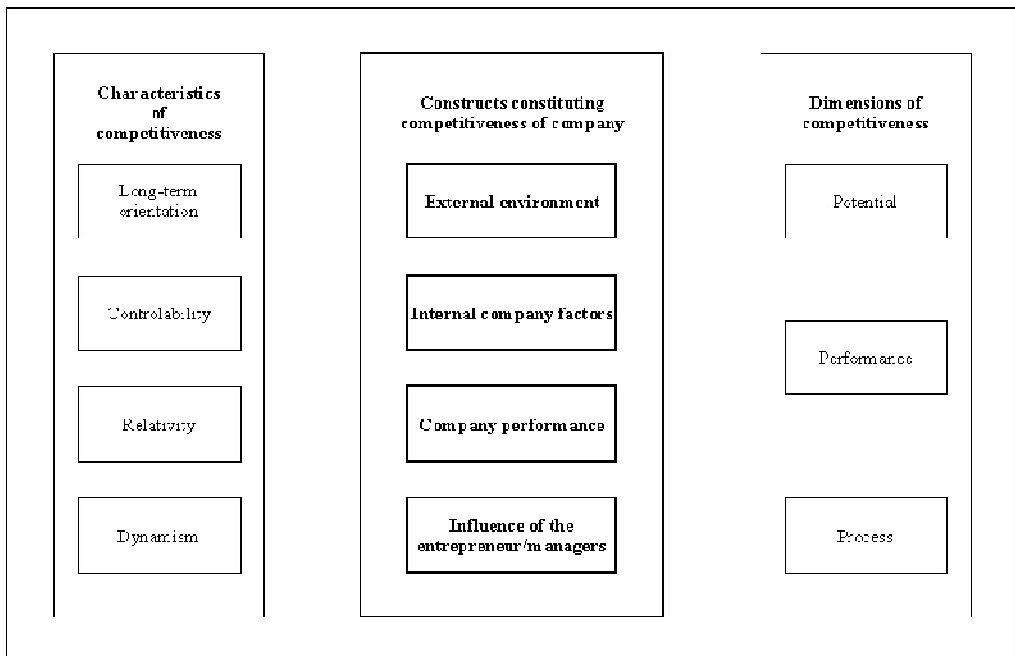 Characteristics
of
competitiveness
Long-term
orientation
Controlability
Relativity
Dynamism
Constructs constituting
competitiveness of company
External environment
Internal company factors
Company performance
Influence of the
entrepreneur/managers
Dimensions of
competitiveness
Potential
Performance
Process